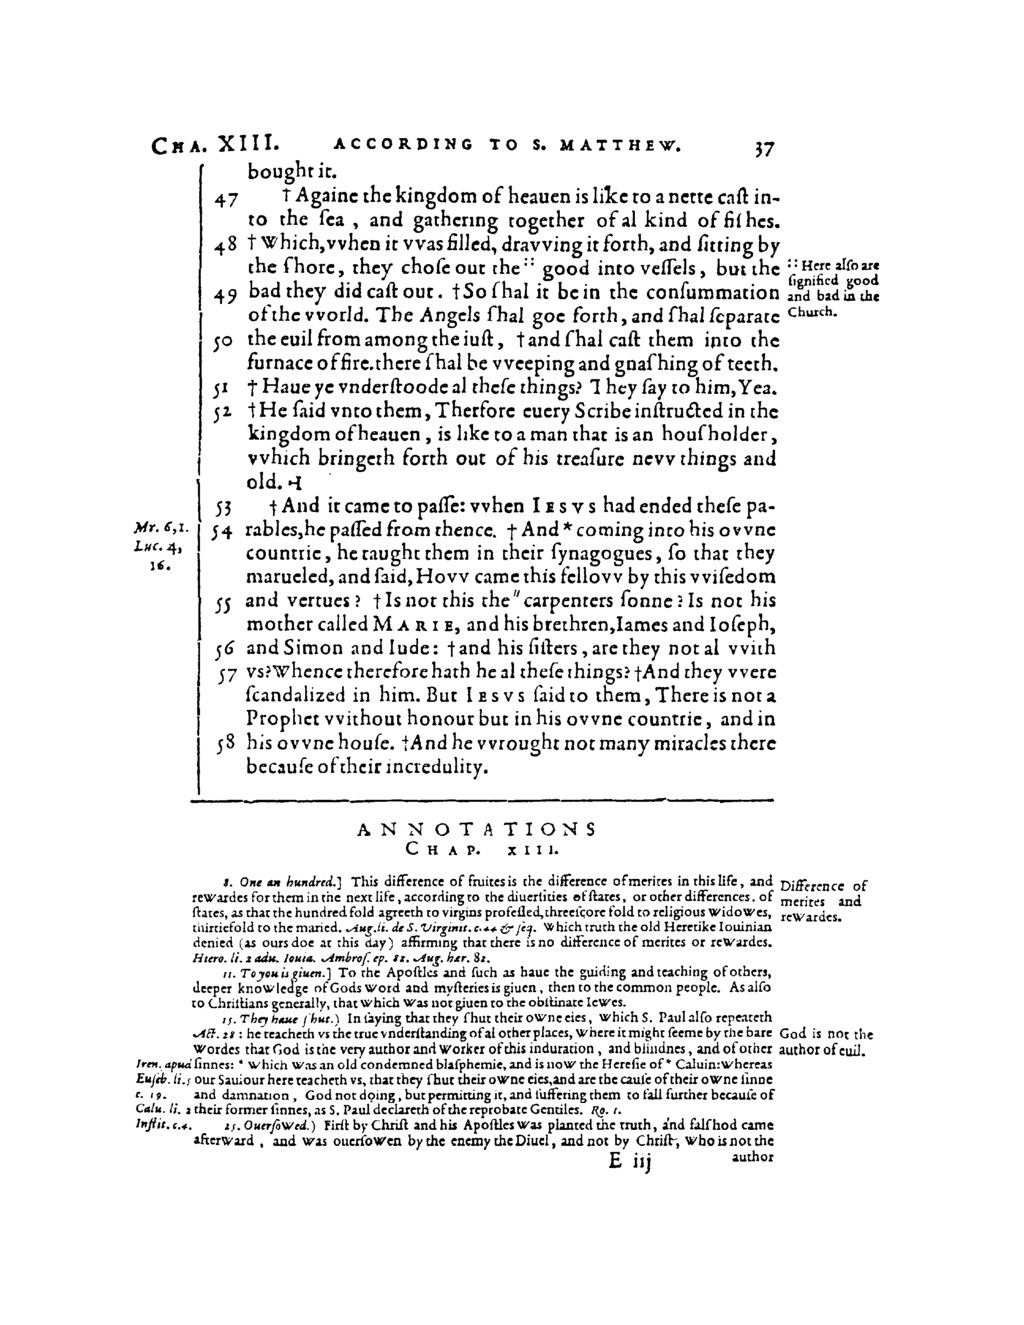 CHA. XIII. ACCORDING TO S. MATTHEW. 37
bought it.
47 † Againe the kingdom of heauen is like to a nette caſt in-
to the ſea , and gathering together of al kind of fiſhes.
48 † Which, vvhen it vvas filled, dravving it forth, and ſitting by
the ſhore, they choſe out the :: good into veſſels, but the
49 bad they did caſt out. † So ſhal it be in the conſummation
of the vvorld. The Angels ſhal goe forth, and ſhal ſeparate
50 the euil from among the iuſt, † and ſhal caſt them into the
furnace of fire. there ſhal be vveeping and gnaſhing of teeth.
51 † Haue ye vnderſtoode al theſe things? They ſay to him, Yea.
52 † He ſaid vnto them, Therfore euery Scribe inſtructed in the
kingdom of heauen , is like to a man that is an houſholder,
vvhich bringeth forth out of his treaſure nevv things and
old. ⊣
53 † And it came to paſſe: vvhen IESVS had ended theſe pa-
54 rables, he paſſed from thence. † And * coming into his ovvne
countrie, he taught them in their ſynagogues, ſo that they
marueled, and ſaid, Hovv came this fellovv by this vviſedom
55 and vertues? † Is not this the " carpenters ſonne? Is not his
mother called MARIE, and his brethren, Iames and Ioſeph,
56 and Simon and Iude: † and his ſiſters, are they not al vvith
57 vs? Whence therefore hath he al theſe things? † And they vvere
ſcandalized in him. But IESVS ſaid to them, There is not a
Prophet vvithout honour but in his ovvne countrie, and in
58 his ovvne houſe. † And he vvrought not many miracles there
becauſe of their incredulity.
:: Here alſo are
ſignified good
and bad in the
Church.
Mr. 6,1.
Luc. 4,
16.
ANNOTATIONS
CHAP. XIII.
8. One an hundred.] This difference of fruites is the difference of merites in this life, and
rewardes for them in the next life, according to the diuerſities of ſtates, or other differences. of
ſtates, as that the hundredfold agreeth to virgins profeſſed, threeſcore fold to religious widowes,
thirtiefold to the maried. Aug. li. de S. Virginit. c. 44 & ſeq. Which truth the old Heretike Iouinian
denied (as ours doe at this day) affirming that there is no difference of merites or rewardes.
Hiero. li. 2 adu. Iouia. Ambroſ. ep. 82. Aug. hær. 82.
11. To you is giuen.] To the Apoſtles and ſuch as haue the guiding and teaching of others,
deeper knowledge of Gods word and myſteries is giuen, then to the common people. As alſo
to Chriſtians generally, that which was not giuen to the obſtinate Iewes.
15. They haue ſhut.) In ſaying that they ſhut their owne eies, which S. Paul alſo repeateth
Act. 28: he teacheth vs the true vnderſtanding of al other places, where it might ſeeme by the bare
wordes that God is the very author and worker of this induration, and blindnes, and of other
ſinnes: * which was an old condemned blaſphemie, and is now the Hereſie of * Caluin: whereas
our Sauiour here teacheth vs, that they ſhut their owne eies, and are the cauſe of their owne ſinne
and damnation, God not doing, but permitting it, and ſuffering them to fall further becauſe of
their former ſinnes, as S. Paul declareth of the reprobate Gentiles. Ro. 1.
25. Ouerſowed.) Firſt by Chriſt and his Apoſtles was planted the truth, and falſhod came
afterward, and was ouerſowen by the enemy the Diuel, and not by Chriſt, who is not the
Difference of
merites and
rewardes.
God is not the
author of euil.
Iren. apud
Euſeb. li. 5
c. 19.
Calu. li. 2
Inſtit. c. 4.
E iij author